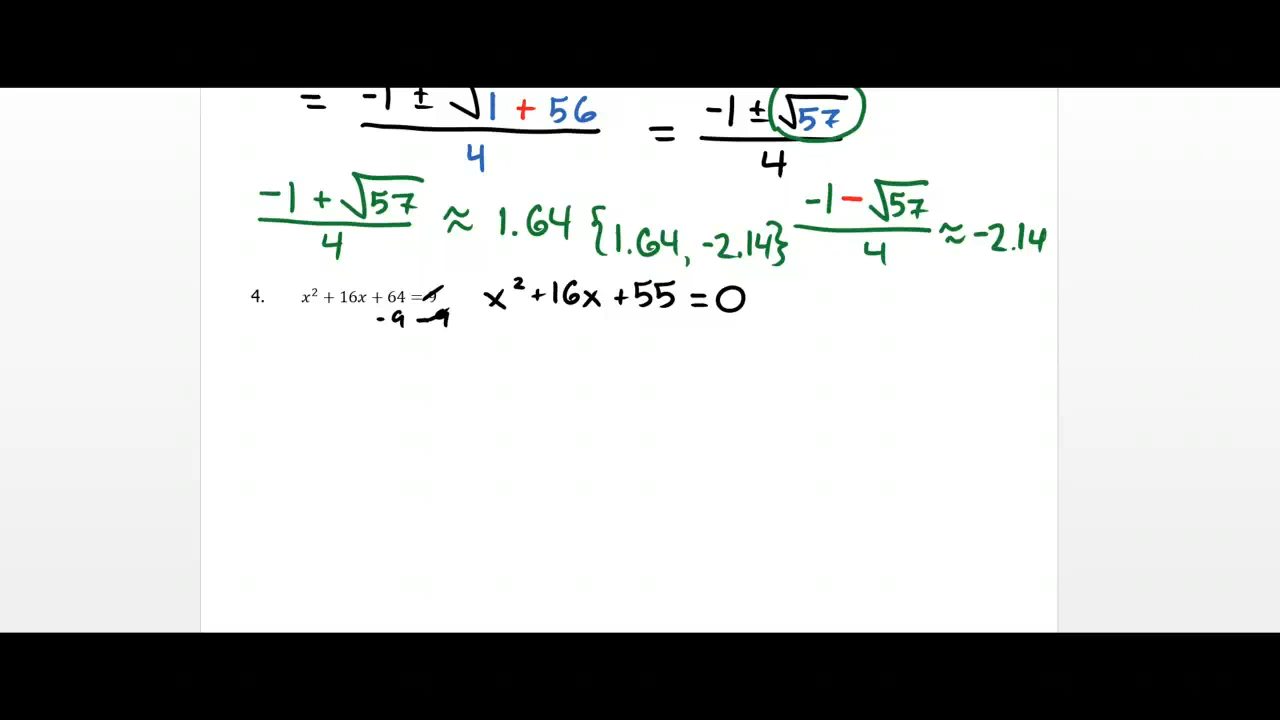 = -1 ± √1 + 56 / 4 = -1 ± √57 / 4
-1 + √57 / 4 ≈ 1.64 {1.64, -2.14} -1 - √57 / 4 ≈ -2.14
4. x² + 16x + 64 = 9 x² + 16x + 55 = 0
-9 -9